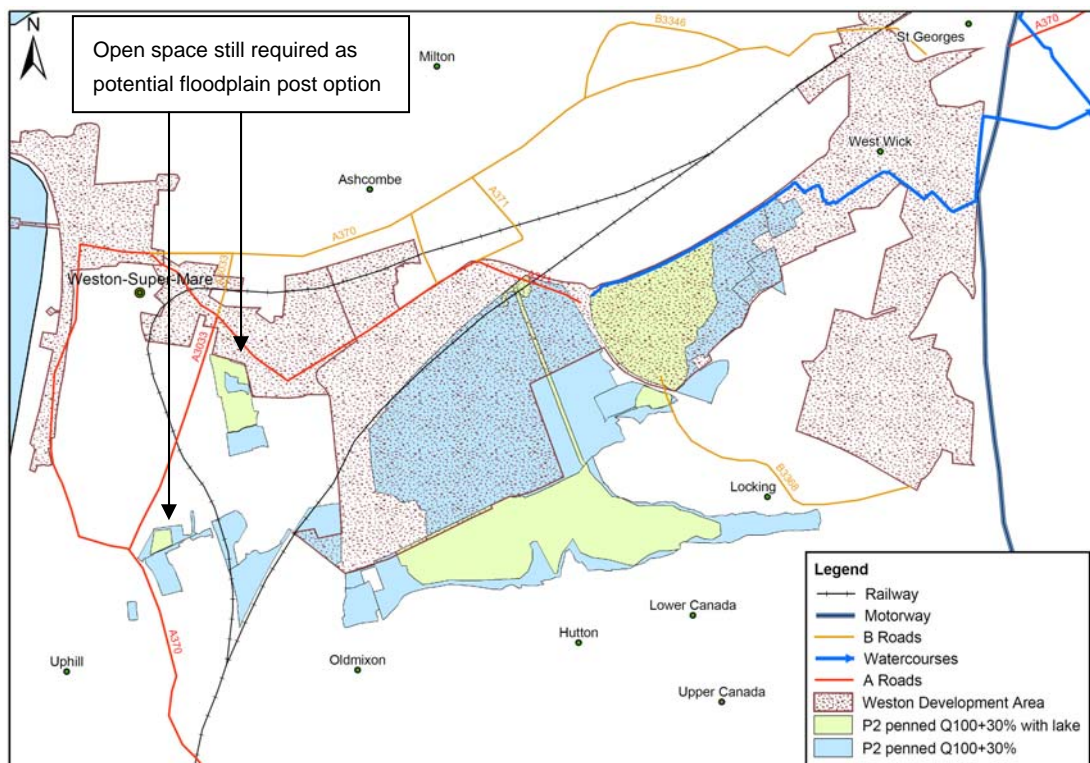 N
Open space still required as
potential floodplain post option
B3346
St Georges
A370
Milton
West Wick
Ashcombe
A371
A370
A3033
Weston-Super-Mare
A3033
B3368
Locking
Lower Canada
Hutton
Uphill
A370
Oldmixon
Upper Canada
Legend
Railway
Motorway
B Roads
Watercourses
A Roads
Weston Development Area
P2 penned Q100+30% with lake
P2 penned Q100+30%